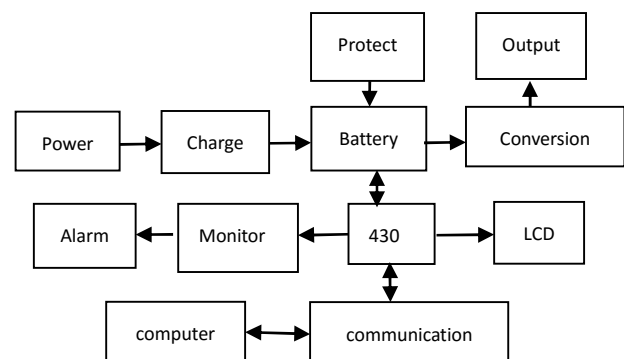 Protect
Output
Power
Charge
Battery
Conversion
Alarm
Monitor
430
LCD
computer
communication